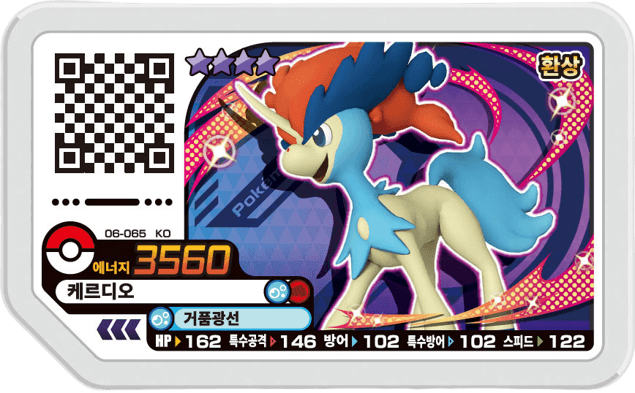 환상
Pokémon
06-065 KO
에너지 3560
케르디오
거품광선
HP 162 특수공격 146 방어 102 특수방어 102 스피드 122